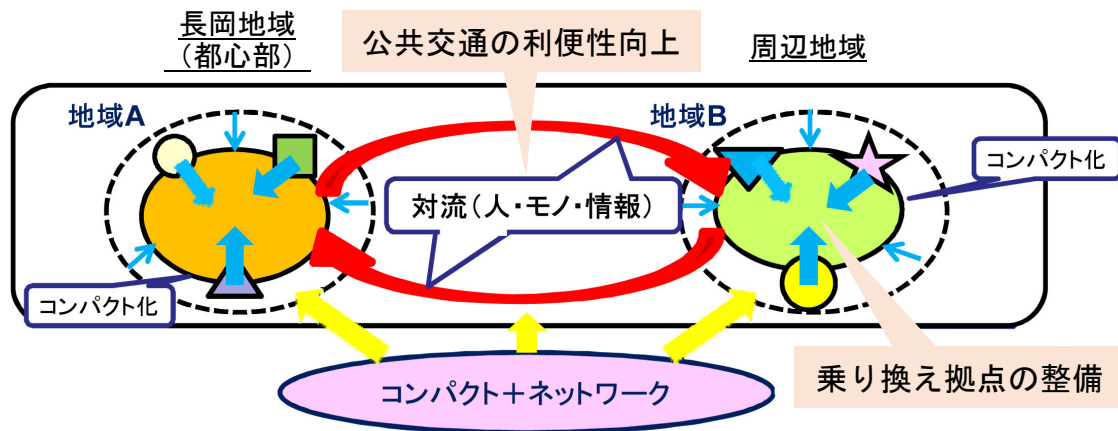 長岡地域
（都心部）
公共交通の利便性向上
周辺地域
地域A
地域B
コンパクト化
対流（人・モノ・情報）
コンパクト化
コンパクト＋ネットワーク
乗り換え拠点の整備